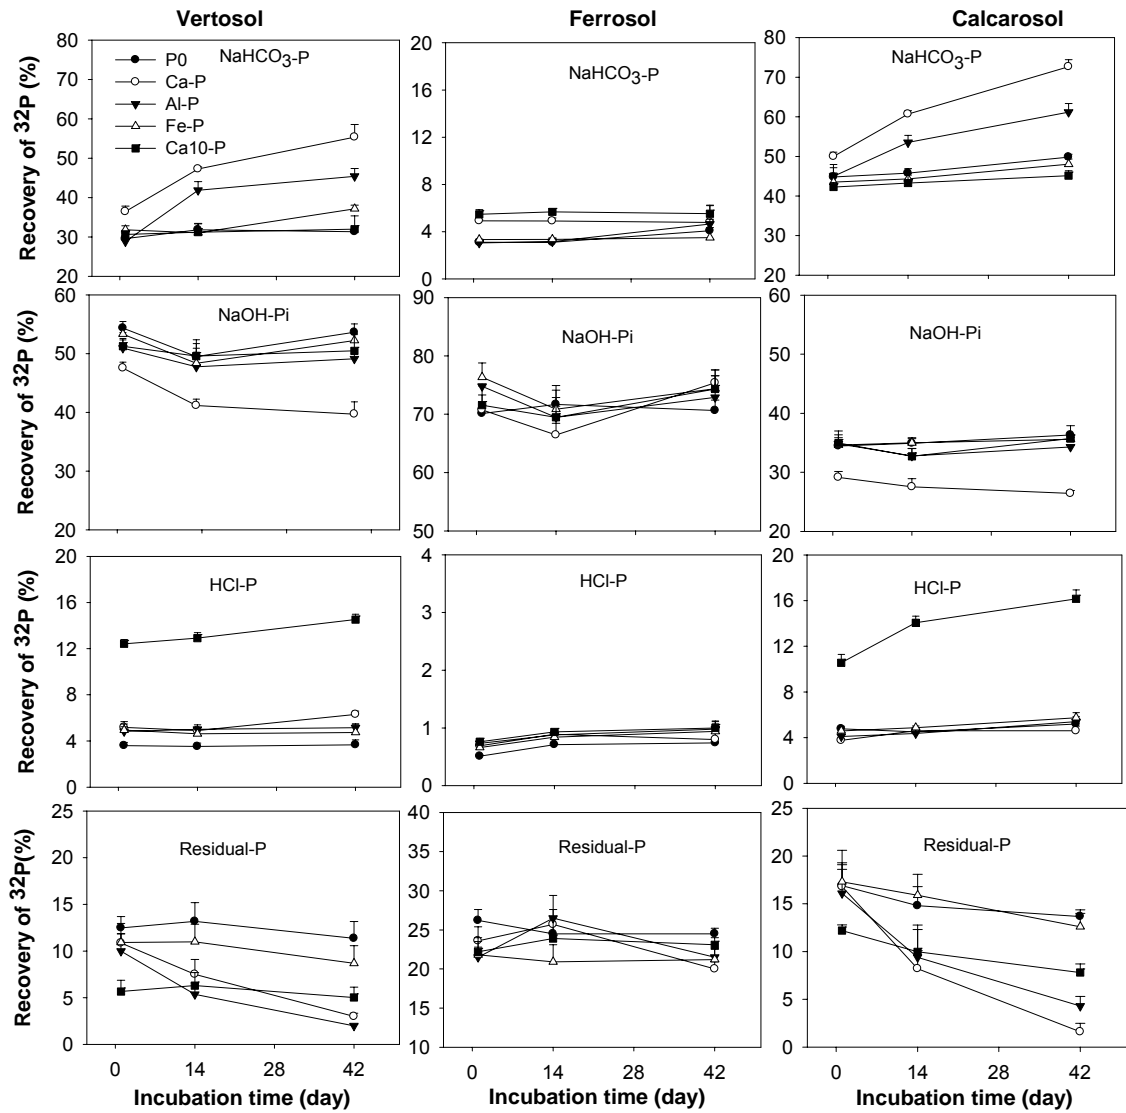 Vertosol
Ferrosol
Calcarosol
Recovery of 32P (%)
80
70
60
50
40
30
20
P0
Ca-P
Al-P
Fe-P
Ca10-P
NaHCO3-P
20
16
12
8
4
0
NaHCO3-P
80
70
60
50
40
30
20
NaHCO3-P
Recovery of 32P (%)
60
50
40
30
20
NaOH-Pi
90
80
70
60
50
NaOH-Pi
60
50
40
30
20
NaOH-Pi
Recovery of 32P (%)
20
16
12
8
4
0
HCl-P
4
3
2
1
0
HCl-P
20
16
12
8
4
0
HCl-P
Recovery of 32P(%)
25
20
15
10
5
0
Residual-P
40
35
30
25
20
15
10
Residual-P
25
20
15
10
5
0
Residual-P
0 14 28 42
0 14 28 42
0 14 28 42
Incubation time (day)
Incubation time (day)
Incubation time (day)